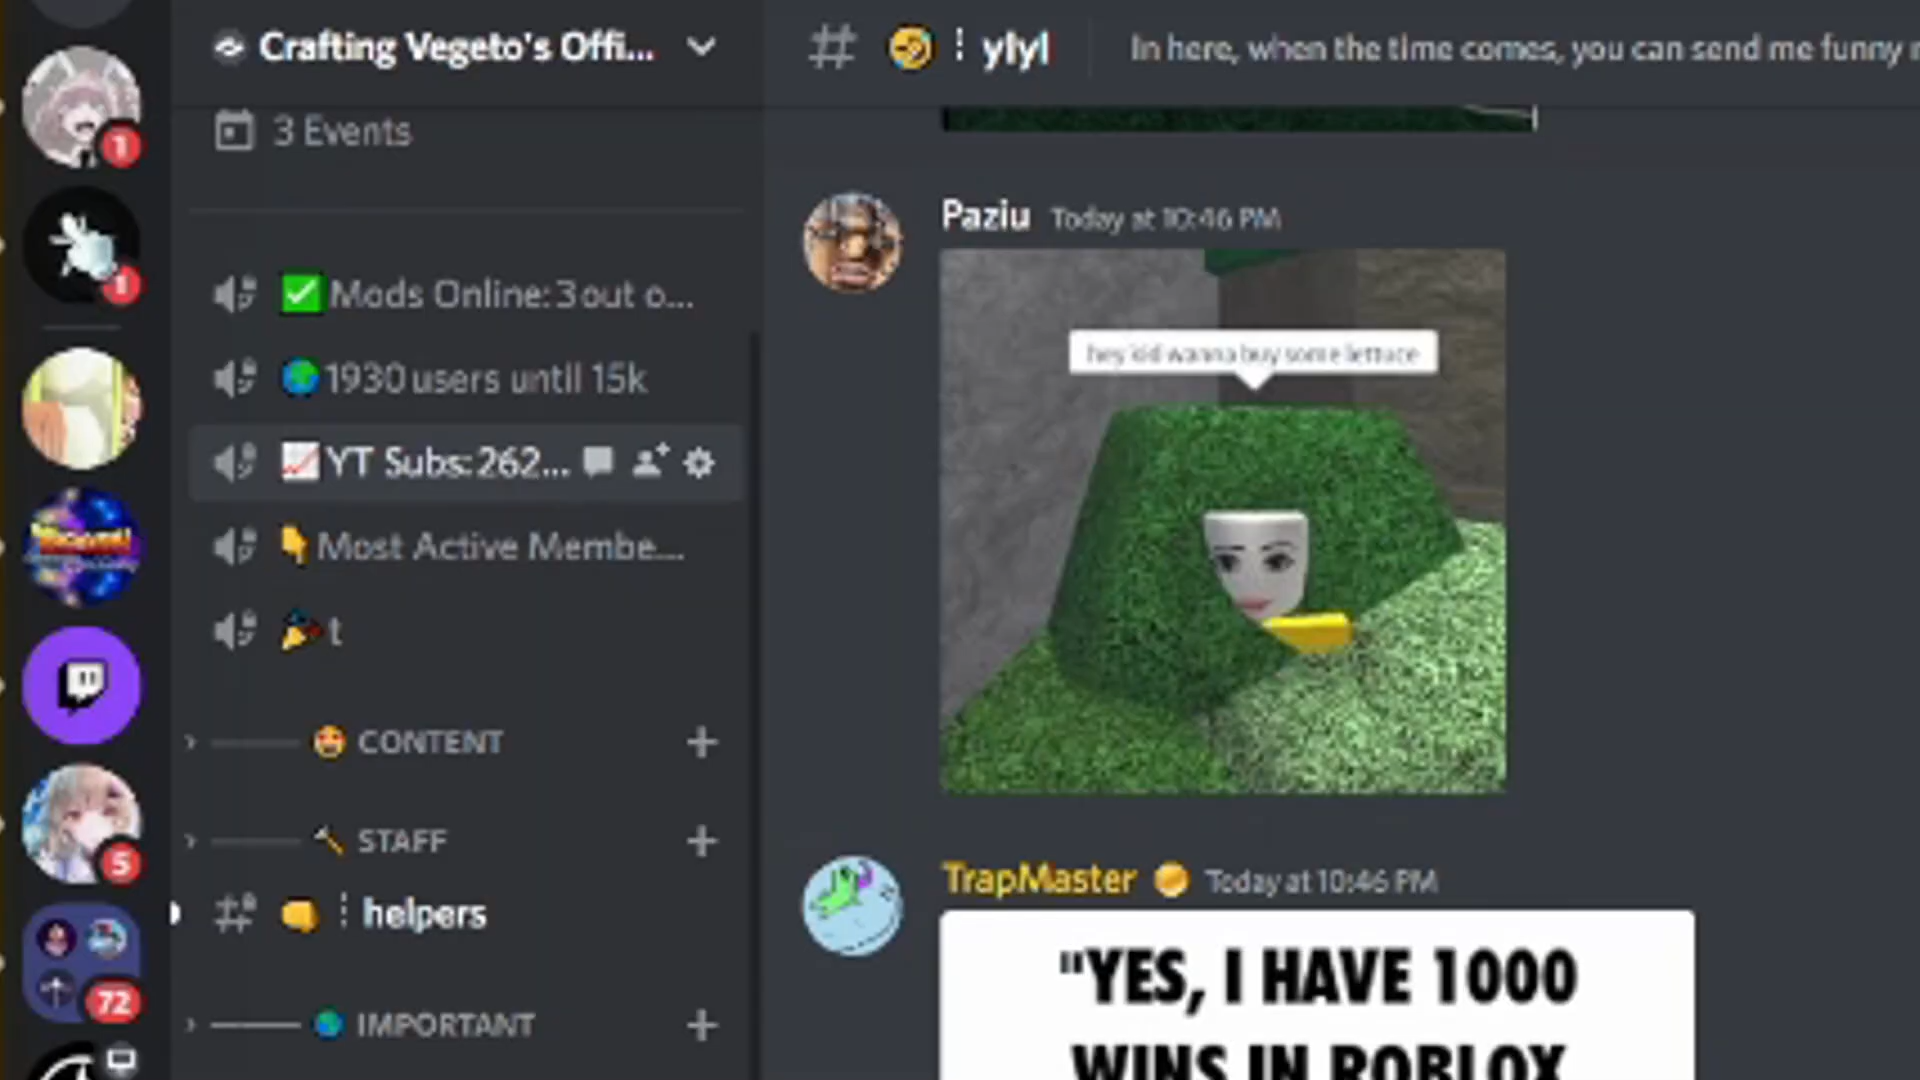 Crafting Vegeto's Offi...
3 Events
Mods Online: 3 out o...
1930 users until 15k
YT Subs: 262...
Most Active Membe...
t
CONTENT
STAFF
helpers
IMPORTANT
1
1
5
72
ylyl
In here, when the time comes, you can send me funny
Paziu Today at 10:46 PM
hey kid wanna buy some lettuce
TrapMaster Today at 10:46 PM
"YES, I HAVE 1000
WINS IN ROBLOX